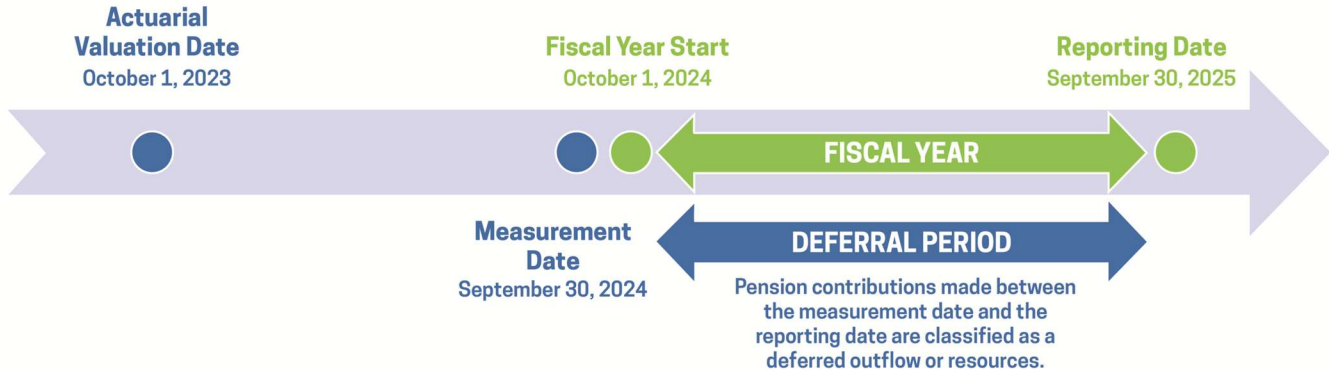 Actuarial
Valuation Date
October 1, 2023
Fiscal Year Start
October 1, 2024
Reporting Date
September 30, 2025
FISCAL YEAR
Measurement
Date
September 30, 2024
DEFERRAL PERIOD
Pension contributions made between
the measurement date and the
reporting date are classified as a
deferred outflow or resources.